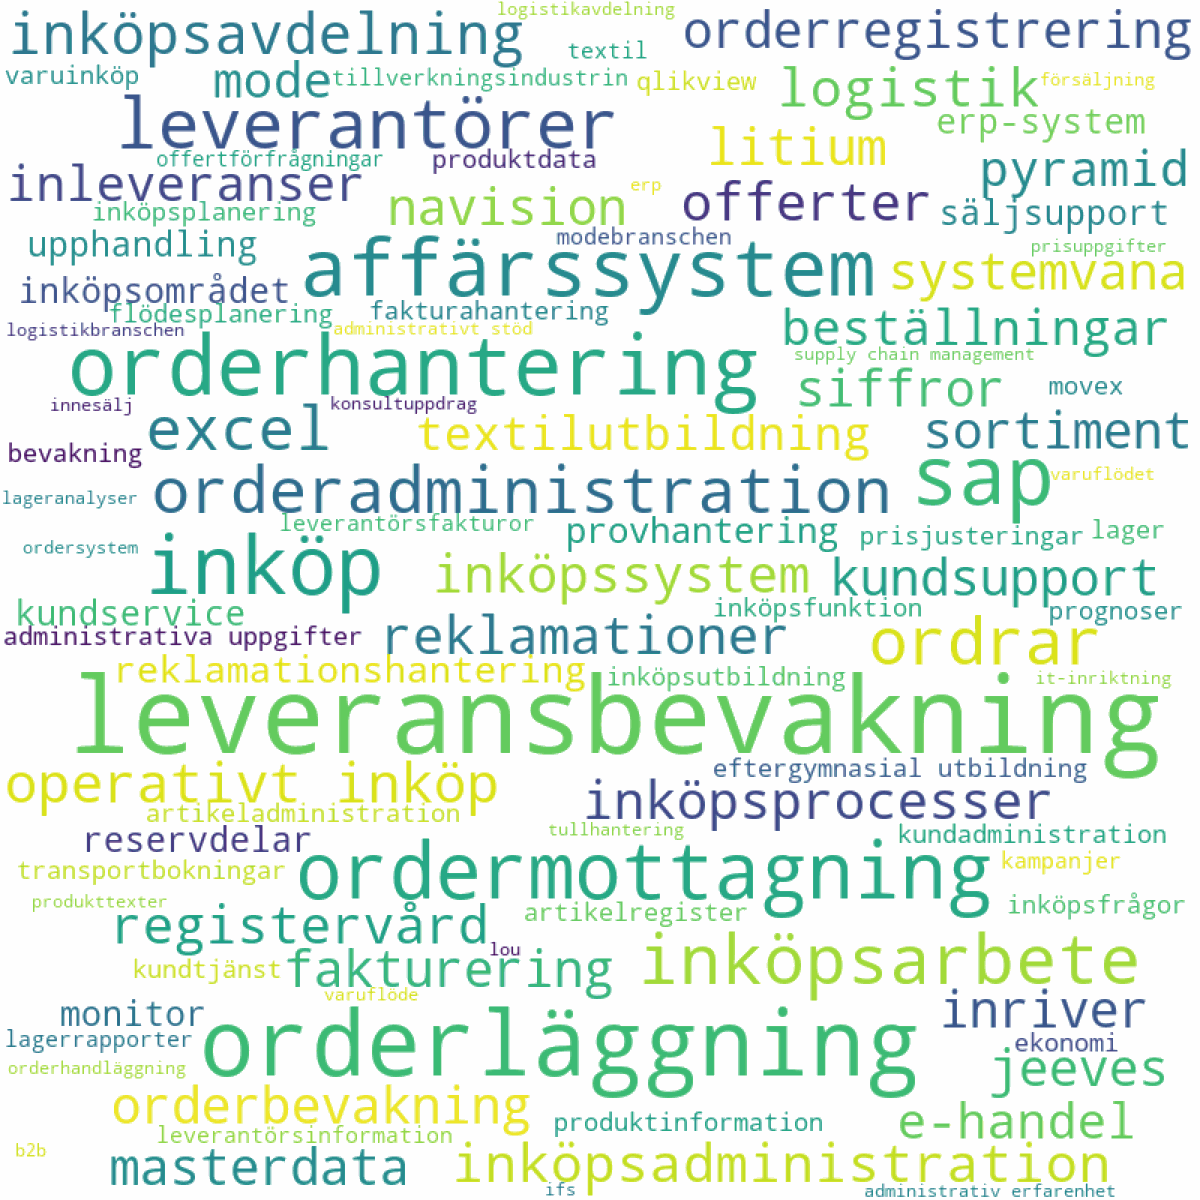 logistikavdelning
inköpsavdelning
orderregistrering
textil
varuinköp
mode
tillverkningsindustrin
qlikview
logistik
försäljning
leverantörer
erp-system
litium
offertförfrågningar
produktdata
pyramid
inleveranser
erp
inköpsplanering
navision
offerter
säljsupport
upphandling
modebranschen
prisuppgifter
affärssystem
systemvana
inköpsområdet
flödesplanering
fakturahantering
logistikbranschen
administrativt stöd
beställningar
orderhantering
supply chain management
siffror
movex
innesälj
konsultuppdrag
excel
textilutbildning
sortiment
bevakning
sap
varuflödet
lageranalyser
orderadministration
leverantörsfakturor
provhantering
prisjusteringar
lager
ordersystem
inköp
inköpssystem
kundsupport
kundservice
inköpsfunktion
prognoser
administrativa uppgifter
reklamationer
ordrar
reklamationshantering
inköpsutbildning
it-inriktning
leveransbevakning
eftergymnasial utbildning
operativt inköp
inköpsprocesser
artikeladministration
reservdelar
tullhantering
kundadministration
transportbokningar
ordermottagning
kampanjer
produkttexter
artikelregister
inköpsfrågor
registervård
lou
kundtjänst
fakturering
inköpsarbete
varuflöde
monitor
inriver
lagerrapporter
orderläggning
ekonomi
orderhandläggning
jeeves
orderbevakning
produktinformation
e-handel
leverantörsinformation
b2b
masterdata
inköpsadministration
ifs
administrativ erfarenhet